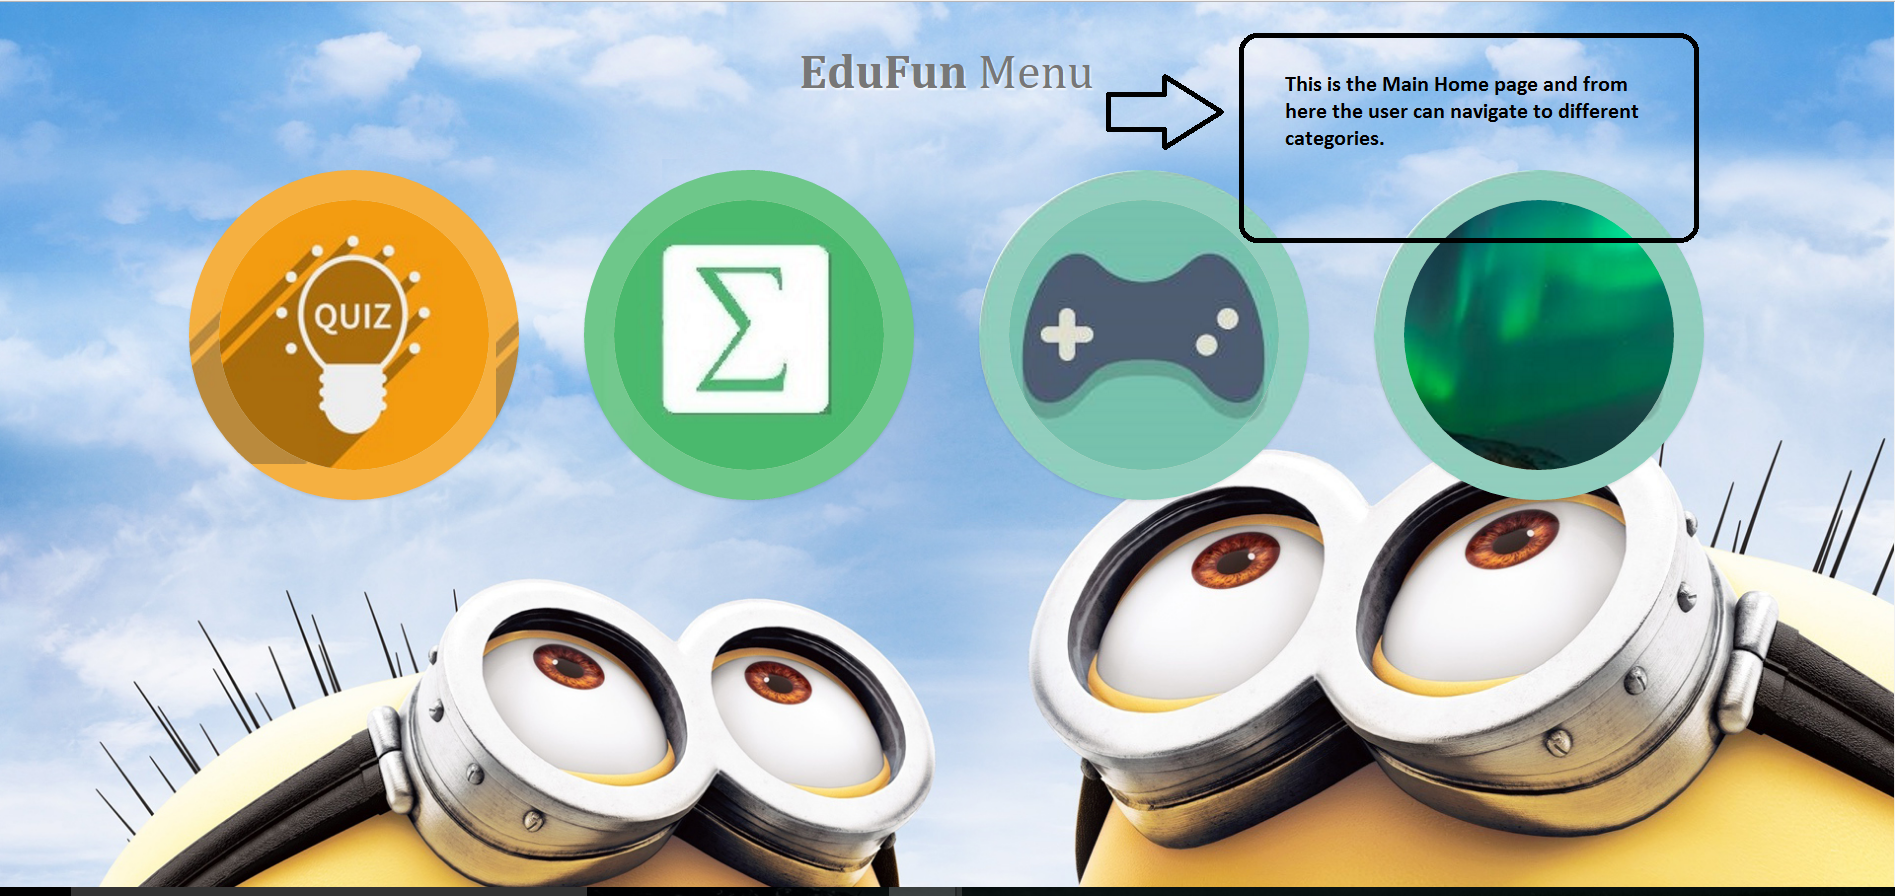 EduFun Menu
This is the Main Home page and from
here the user can navigate to different
categories.
QUIZ
Σ